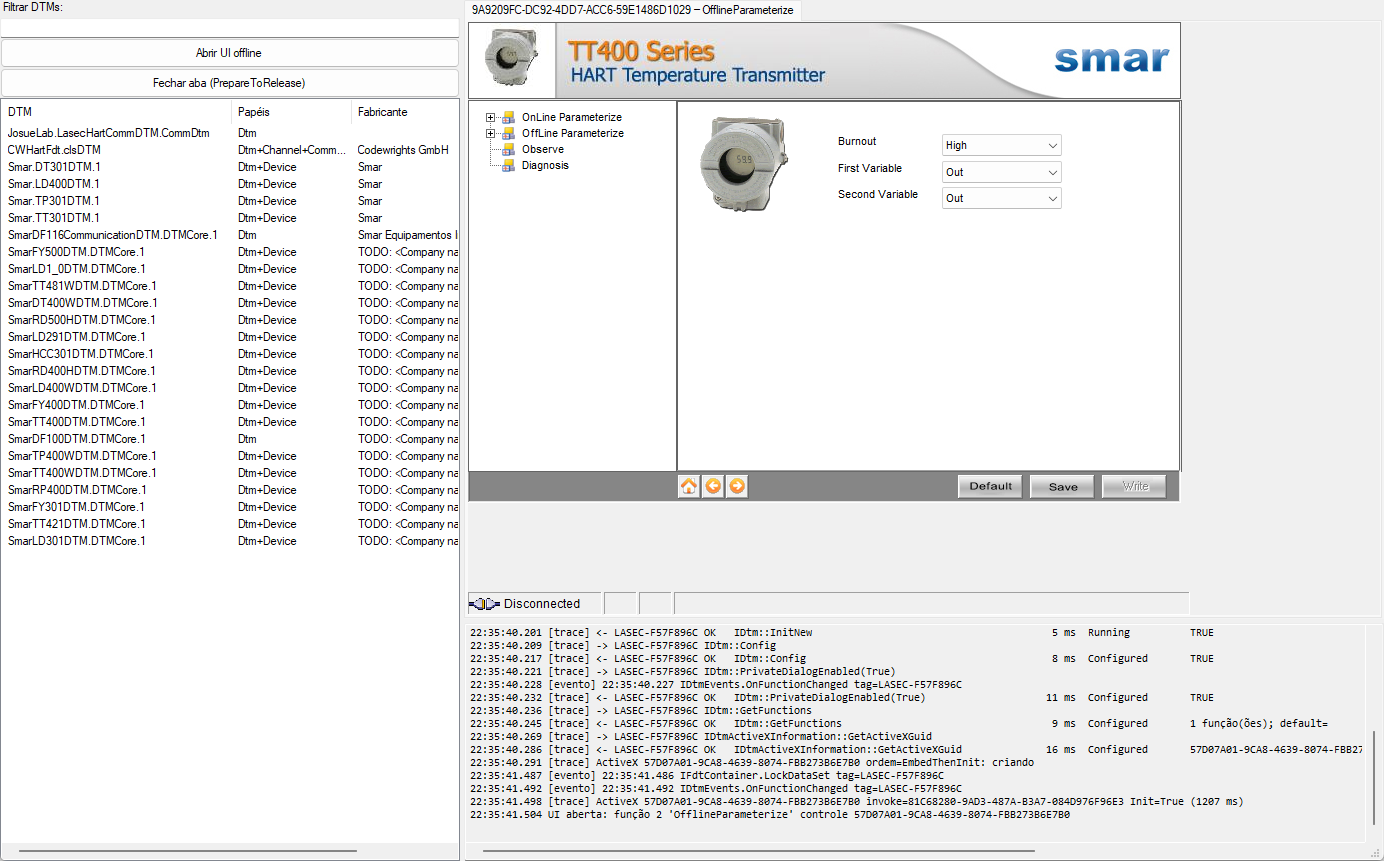 Filtrar DTMs:
Abrir UI offline
Fechar aba (PrepareToRelease)
DTM Papéis Fabricante
JosueLab.LasecHartCommDTM.CommDtm Dtm
CWHartFdt.clsDTM Dtm+Channel+Comm... Codewrights GmbH
Smar.DT301DTM.1 Dtm+Device Smar
Smar.LD400DTM.1 Dtm+Device Smar
Smar.TP301DTM.1 Dtm+Device Smar
Smar.TT301DTM.1 Dtm+Device Smar
SmarDF116CommunicationDTM.DTMCore.1 Dtm Smar Equipamentos I
SmarFY500DTM.DTMCore.1 Dtm+Device TODO: <Company na
SmarLD1_0DTM.DTMCore.1 Dtm+Device TODO: <Company na
SmarTT481WDTM.DTMCore.1 Dtm+Device TODO: <Company na
SmarDT400WDTM.DTMCore.1 Dtm+Device TODO: <Company na
SmarRD500HDTM.DTMCore.1 Dtm+Device TODO: <Company na
SmarLD291DTM.DTMCore.1 Dtm+Device TODO: <Company na
SmarHCC301DTM.DTMCore.1 Dtm+Device TODO: <Company na
SmarRD400HDTM.DTMCore.1 Dtm+Device TODO: <Company na
SmarLD400WDTM.DTMCore.1 Dtm+Device TODO: <Company na
SmarFY400DTM.DTMCore.1 Dtm+Device TODO: <Company na
SmarTT400DTM.DTMCore.1 Dtm+Device TODO: <Company na
SmarDF100DTM.DTMCore.1 Dtm TODO: <Company na
SmarTP400WDTM.DTMCore.1 Dtm+Device TODO: <Company na
SmarTT400WDTM.DTMCore.1 Dtm+Device TODO: <Company na
SmarRP400DTM.DTMCore.1 Dtm+Device TODO: <Company na
SmarFY301DTM.DTMCore.1 Dtm+Device TODO: <Company na
SmarTT421DTM.DTMCore.1 Dtm+Device TODO: <Company na
SmarLD301DTM.DTMCore.1 Dtm+Device TODO: <Company na
9A9209FC-DC92-4DD7-ACC6-59E1486D1029 – OfflineParameterize
TT400 Series
HART Temperature Transmitter
smar
OnLine Parameterize
OffLine Parameterize
Observe
Diagnosis
59.9
Burnout High
First Variable Out
Second Variable Out
Default Save Write
Disconnected
22:35:40.201 [trace] <- LASEC-F57F896C OK IDtm::InitNew 5 ms Running TRUE
22:35:40.209 [trace] -> LASEC-F57F896C IDtm::Config
22:35:40.217 [trace] <- LASEC-F57F896C OK IDtm::Config 8 ms Configured TRUE
22:35:40.221 [trace] -> LASEC-F57F896C IDtm::PrivateDialogEnabled(True)
22:35:40.228 [evento] 22:35:40.227 IDtmEvents.OnFunctionChanged tag=LASEC-F57F896C
22:35:40.232 [trace] <- LASEC-F57F896C OK IDtm::PrivateDialogEnabled(True) 11 ms Configured TRUE
22:35:40.236 [trace] -> LASEC-F57F896C IDtm::GetFunctions
22:35:40.245 [trace] <- LASEC-F57F896C OK IDtm::GetFunctions 9 ms Configured 1 função(ões); default=
22:35:40.269 [trace] -> LASEC-F57F896C IDtmActiveXInformation::GetActiveXGuid
22:35:40.286 [trace] <- LASEC-F57F896C OK IDtmActiveXInformation::GetActiveXGuid 16 ms Configured 57D07A01-9CA8-4639-8074-FBB27
22:35:40.291 [trace] ActiveX 57D07A01-9CA8-4639-8074-FBB273B6E7B0 ordem=EmbedThenInit: criando
22:35:41.487 [evento] 22:35:41.486 IFdtContainer.LockDataSet tag=LASEC-F57F896C
22:35:41.492 [evento] 22:35:41.492 IDtmEvents.OnFunctionChanged tag=LASEC-F57F896C
22:35:41.498 [trace] ActiveX 57D07A01-9CA8-4639-8074-FBB273B6E7B0 invoke=81C68280-9AD3-487A-B3A7-084D976F96E3 Init=True (1207 ms)
22:35:41.504 UI aberta: função 2 'OfflineParameterize' controle 57D07A01-9CA8-4639-8074-FBB273B6E7B0